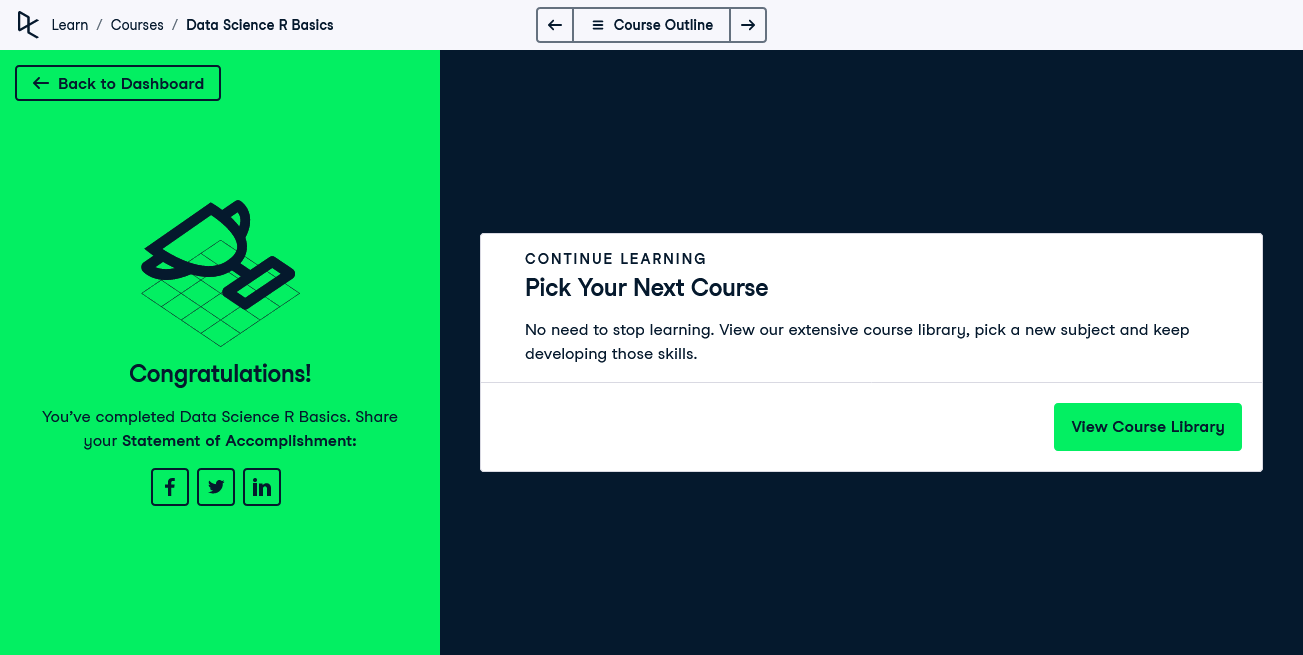 Learn / Courses / Data Science R Basics
Course Outline
Back to Dashboard
Congratulations!
You've completed Data Science R Basics. Share
your Statement of Accomplishment:
CONTINUE LEARNING
Pick Your Next Course
No need to stop learning. View our extensive course library, pick a new subject and keep
developing those skills.
View Course Library